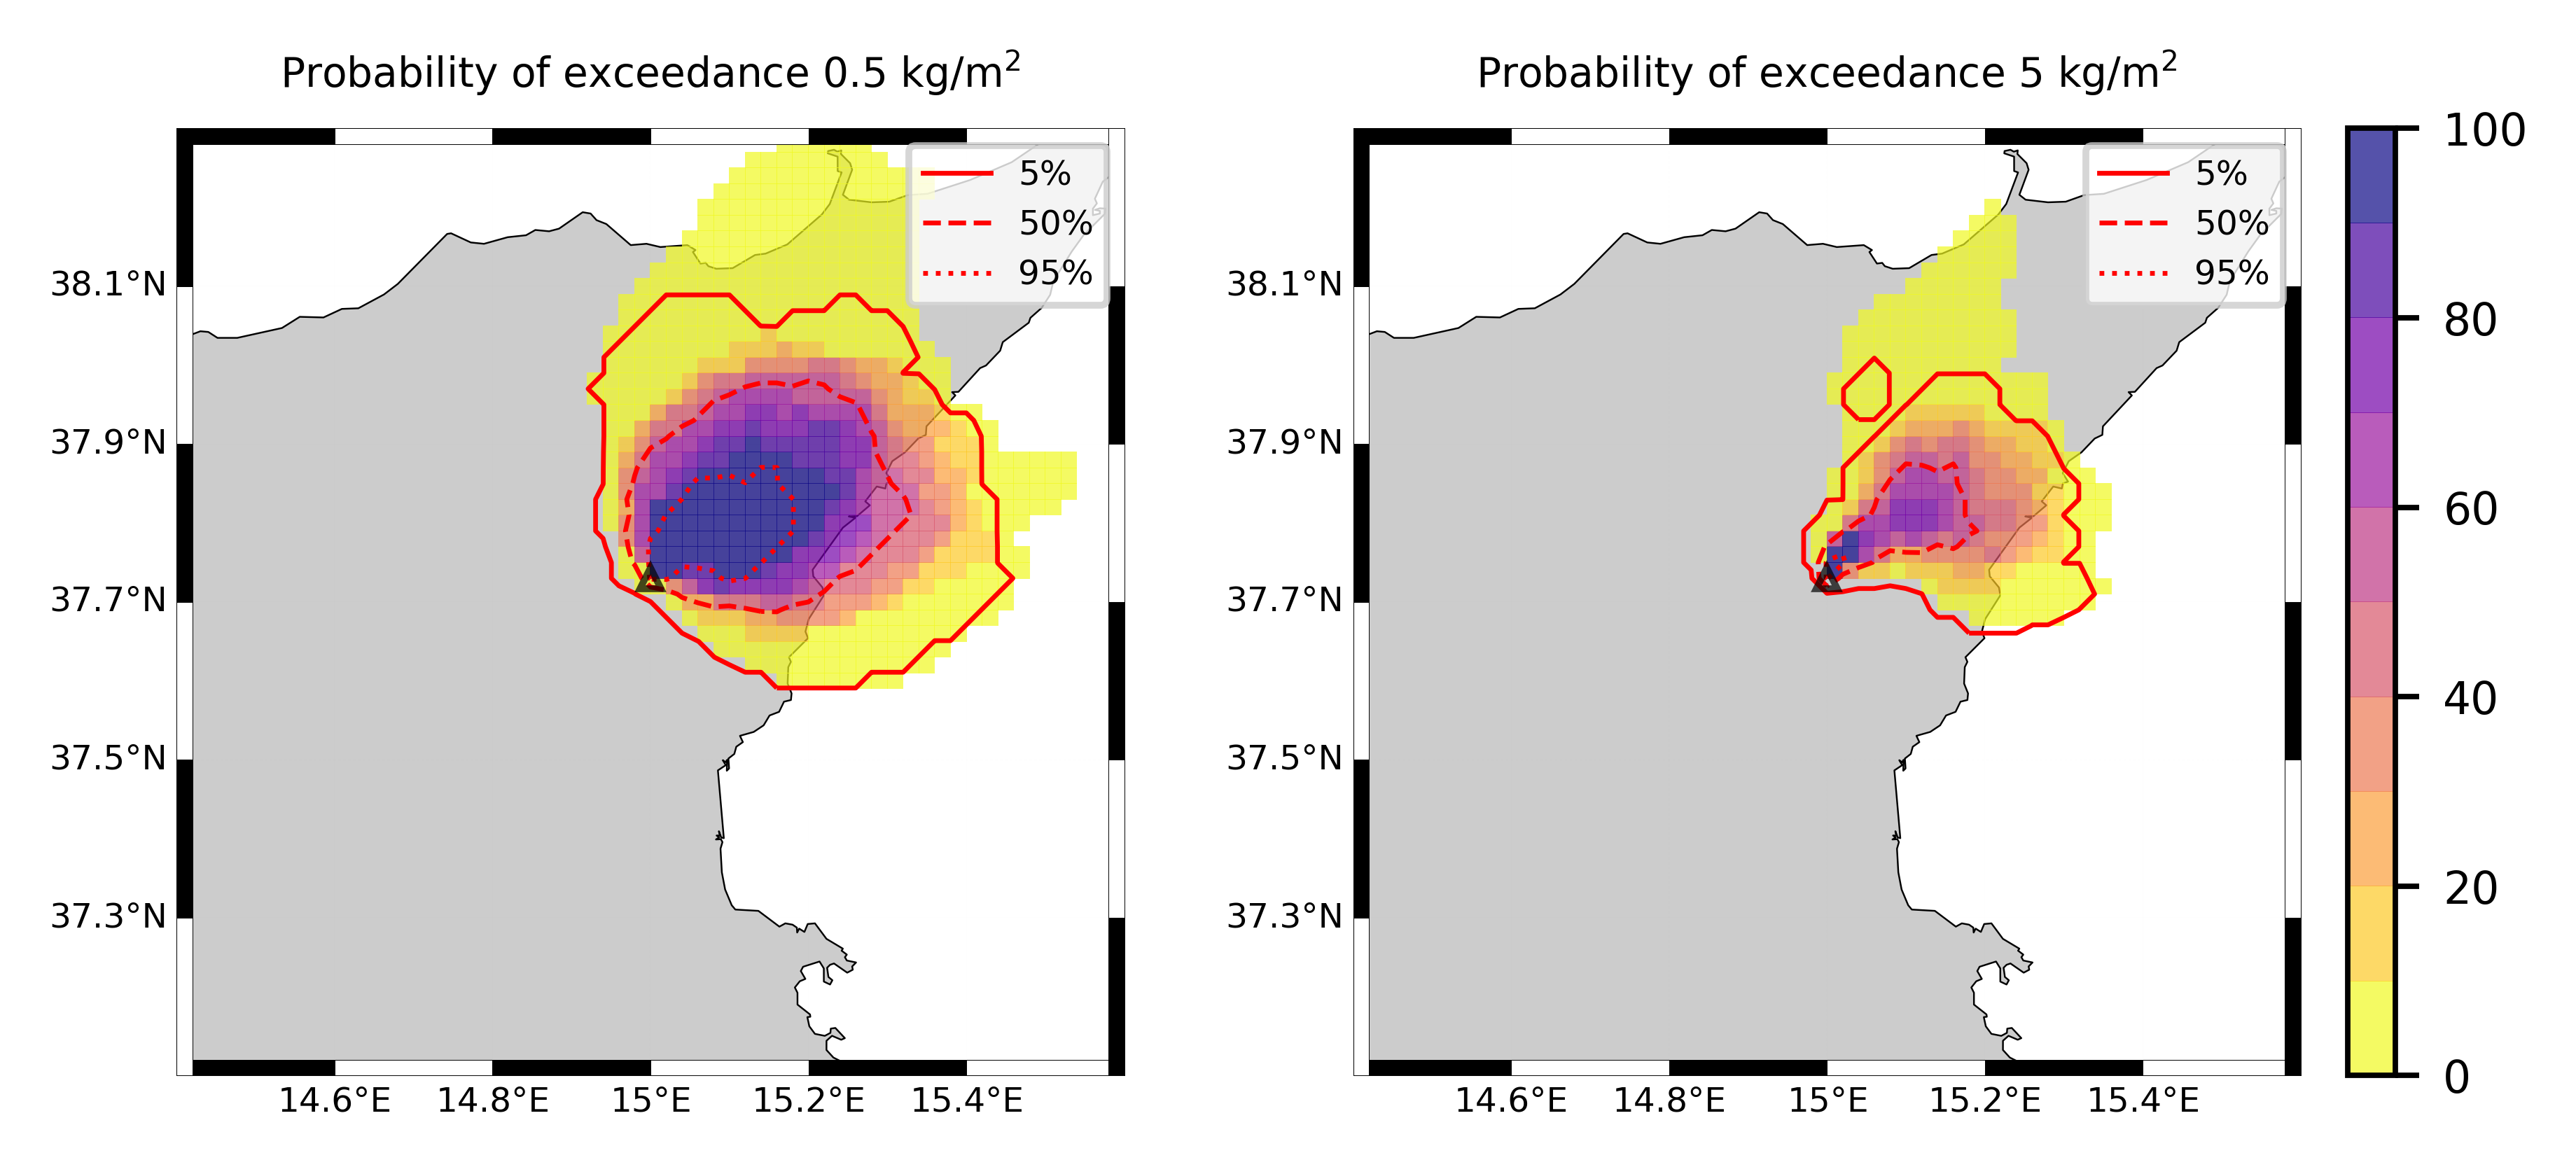 Probability of exceedance 0.5 kg/m²
5%
50%
95%
38.1°N
37.9°N
37.7°N
37.5°N
37.3°N
14.6°E 14.8°E 15°E 15.2°E 15.4°E
Probability of exceedance 5 kg/m²
5%
50%
95%
38.1°N
37.9°N
37.7°N
37.5°N
37.3°N
14.6°E 14.8°E 15°E 15.2°E 15.4°E
100
80
60
40
20
0